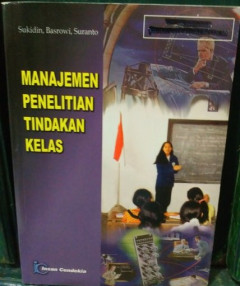 Sukidin, Basrowi, Suranto
MANAJEMEN
PENELITIAN
TINDAKAN
KELAS
Insan Cendekia